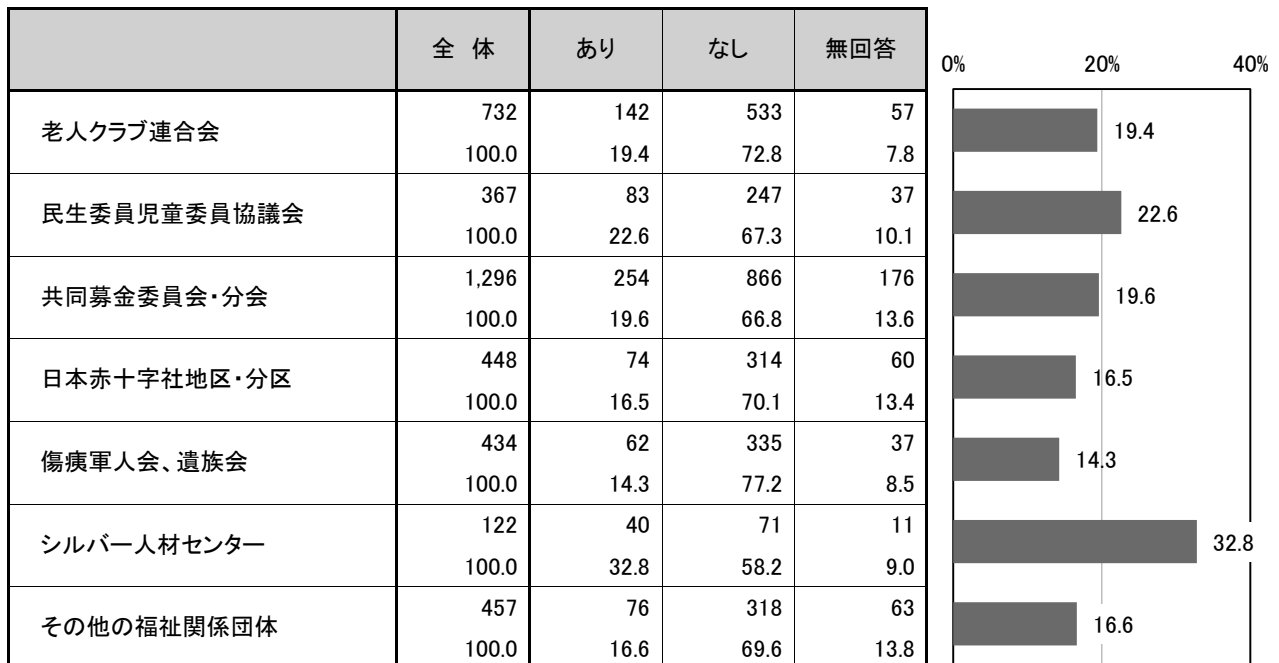 全 体 あり なし 無回答
0% 20% 40%
732 142 533 57
老人クラブ連合会
100.0 19.4 72.8 7.8
19.4
367 83 247 37
民生委員児童委員協議会
100.0 22.6 67.3 10.1
22.6
1,296 254 866 176
共同募金委員会・分会
100.0 19.6 66.8 13.6
19.6
448 74 314 60
日本赤十字社地区・分区
100.0 16.5 70.1 13.4
16.5
434 62 335 37
傷痍軍人会、遺族会
100.0 14.3 77.2 8.5
14.3
122 40 71 11
シルバー人材センター
100.0 32.8 58.2 9.0
32.8
457 76 318 63
その他の福祉関係団体
100.0 16.6 69.6 13.8
16.6